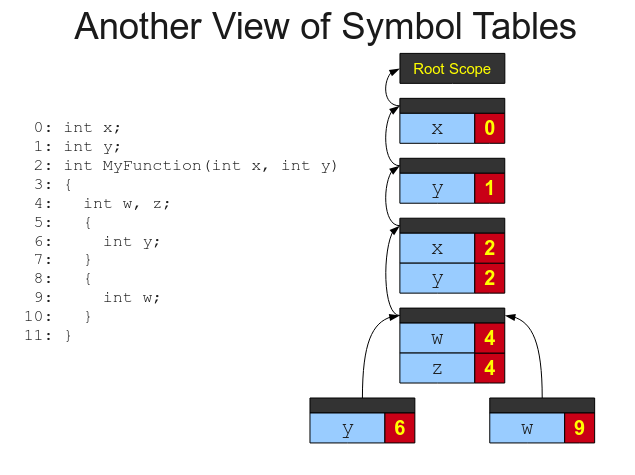 Another View of Symbol Tables
Root Scope
0: int x;
1: int y;
2: int MyFunction(int x, int y)
3: {
4:   int w, z;
5:   {
6:     int y;
7:   }
8:   {
9:     int w;
10:   }
11: }
x 0
y 1
x 2
y 2
w 4
z 4
y 6
w 9